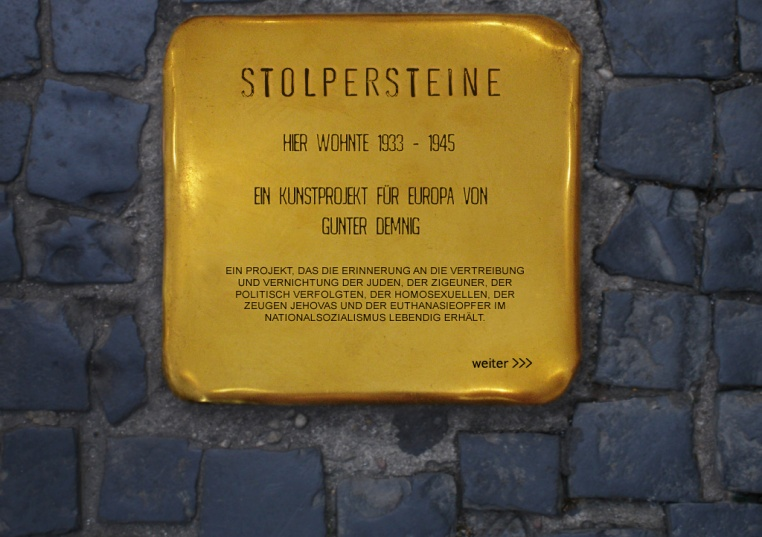 STOLPERSTEINE
HIER WOHNTE 1933 - 1945
EIN KUNSTPROJEKT FÜR EUROPA VON
GUNTER DEMNIG
EIN PROJEKT, DAS DIE ERINNERUNG AN DIE VERTREIBUNG
UND VERNICHTUNG DER JUDEN, DER ZIGEUNER, DER
POLITISCH VERFOLGTEN, DER HOMOSEXUELLEN, DER
ZEUGEN JEHOVAS UND DER EUTHANASIEOPFER IM
NATIONALSOZIALISMUS LEBENDIG ERHÄLT.
weiter >>>